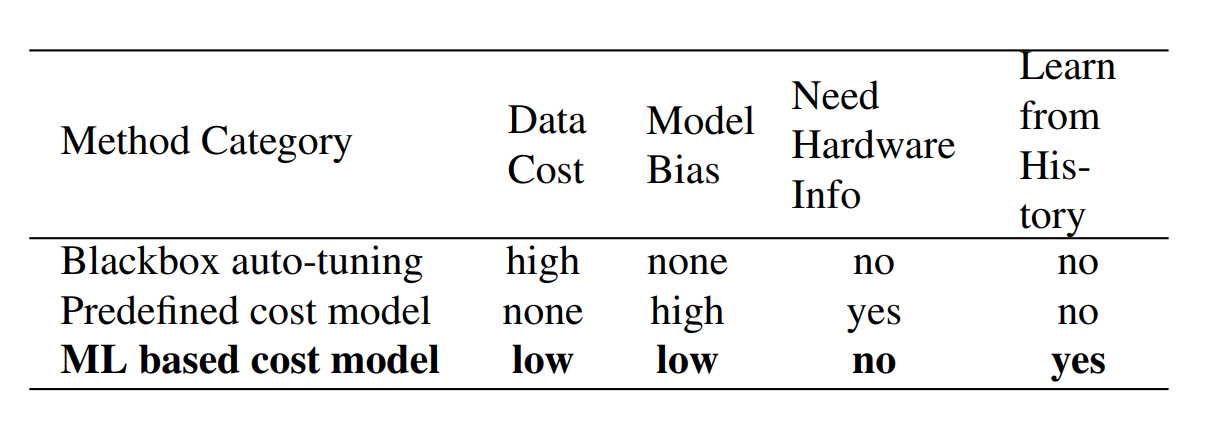 Method Category Data Cost Model Bias Need Hardware Info Learn from His-tory
Blackbox auto-tuning high none no no
Predefined cost model none high yes no
ML based cost model low low no yes